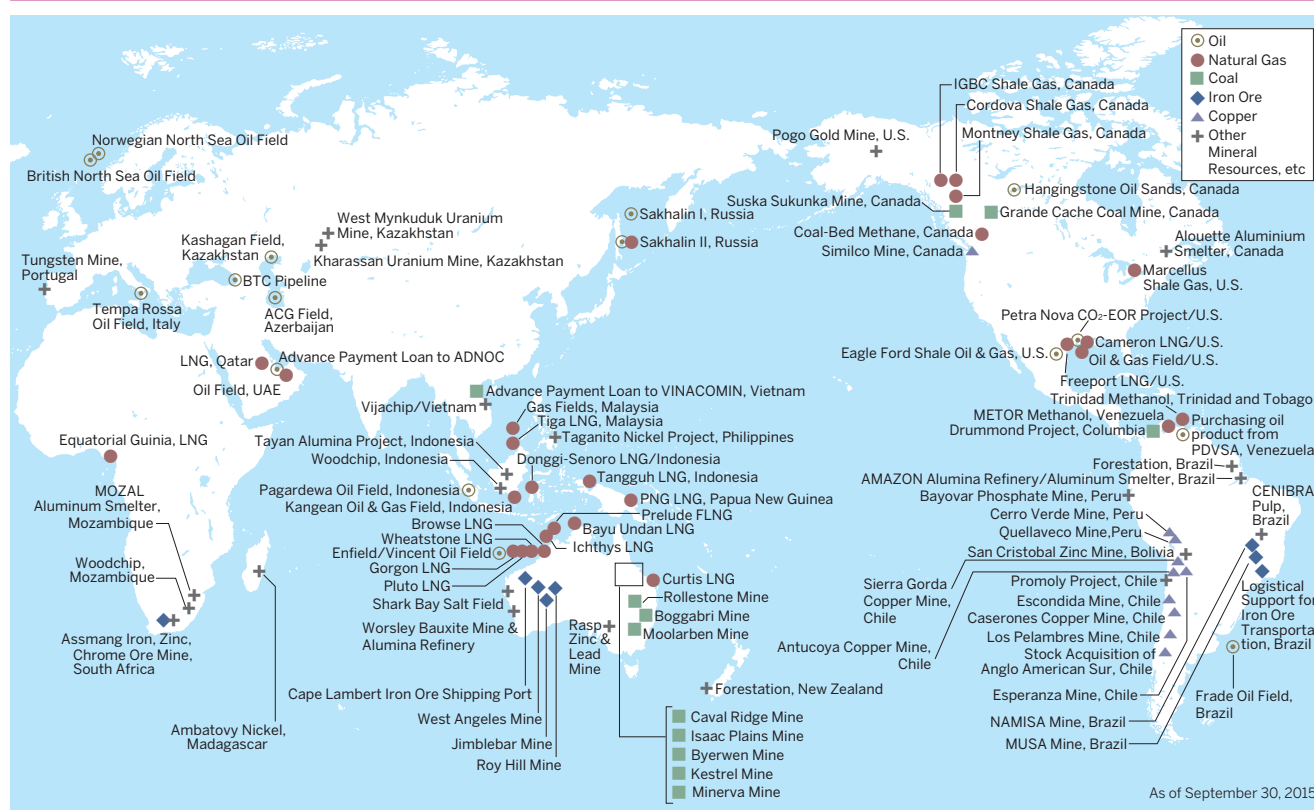 Oil
Natural Gas
Coal
Iron Ore
Copper
Other
Mineral
Resources, etc
IGBC Shale Gas, Canada
Cordova Shale Gas, Canada
Montney Shale Gas, Canada
Pogo Gold Mine, U.S.
Norwegian North Sea Oil Field
British North Sea Oil Field
Hangingstone Oil Sands, Canada
Suska Sukunka Mine, Canada
Grande Cache Coal Mine, Canada
Sakhalin I, Russia
Sakhalin II, Russia
West Mynkuduk Uranium
Mine, Kazakhstan
Kharassan Uranium Mine, Kazakhstan
Kashagan Field,
Kazakhstan
Coal-Bed Methane, Canada
Similco Mine, Canada
Alouette Aluminium
Smelter, Canada
Tungsten Mine,
Portugal
BTC Pipeline
Marcellus
Shale Gas, U.S.
Tempa Rossa
Oil Field, Italy
ACG Field,
Azerbaijan
Petra Nova CO₂-EOR Project/U.S.
Cameron LNG/U.S.
Eagle Ford Shale Oil & Gas, U.S.
Oil & Gas Field/U.S.
Freeport LNG/U.S.
LNG, Qatar
Advance Payment Loan to ADNOC
Oil Field, UAE
Advance Payment Loan to VINACOMIN, Vietnam
Vijachip/Vietnam
Gas Fields, Malaysia
Tiga LNG, Malaysia
Taganito Nickel Project, Philippines
Trinidad Methanol, Trinidad and Tobago
METOR Methanol, Venezuela
Drummond Project, Columbia
Purchasing oil
product from
PDVSA, Venezuela
Equatorial Guinia, LNG
Tayan Alumina Project, Indonesia
Woodchip, Indonesia
Donggi-Senoro LNG/Indonesia
Tangguh LNG, Indonesia
Pagardewa Oil Field, Indonesia
Kangean Oil & Gas Field, Indonesia
PNG LNG, Papua New Guinea
Forestation, Brazil
AMAZON Alumina Refinery/Aluminum Smelter, Brazil
Bayovar Phosphate Mine, Peru
CENIBRA
Pulp,
Brazil
MOZAL
Aluminum Smelter,
Mozambique
Prelude FLNG
Browse LNG
Bayu Undan LNG
Wheatstone LNG
Ichthys LNG
Enfield/Vincent Oil Field
Gorgon LNG
Pluto LNG
Cerro Verde Mine, Peru
Quellaveco Mine,Peru
San Cristobal Zinc Mine, Bolivia
Woodchip,
Mozambique
Curtis LNG
Rollestone Mine
Boggabri Mine
Moolarben Mine
Sierra Gorda
Copper Mine,
Chile
Promoly Project, Chile
Escondida Mine, Chile
Caserones Copper Mine, Chile
Los Pelambres Mine, Chile
Stock Acquisition of
Anglo American Sur, Chile
Logistical
Support for
Iron Ore
Transporta-
tion, Brazil
Shark Bay Salt Field
Worsley Bauxite Mine &
Alumina Refinery
Rasp
Zinc &
Lead
Mine
Assmang Iron, Zinc,
Chrome Ore Mine,
South Africa
Antucoya Copper Mine,
Chile
Cape Lambert Iron Ore Shipping Port
West Angeles Mine
Jimblebar Mine
Roy Hill Mine
Forestation, New Zealand
Esperanza Mine, Chile
NAMISA Mine, Brazil
MUSA Mine, Brazil
Frade Oil Field,
Brazil
Ambatovy Nickel,
Madagascar
Caval Ridge Mine
Isaac Plains Mine
Byerwen Mine
Kestrel Mine
Minerva Mine
As of September 30, 2015